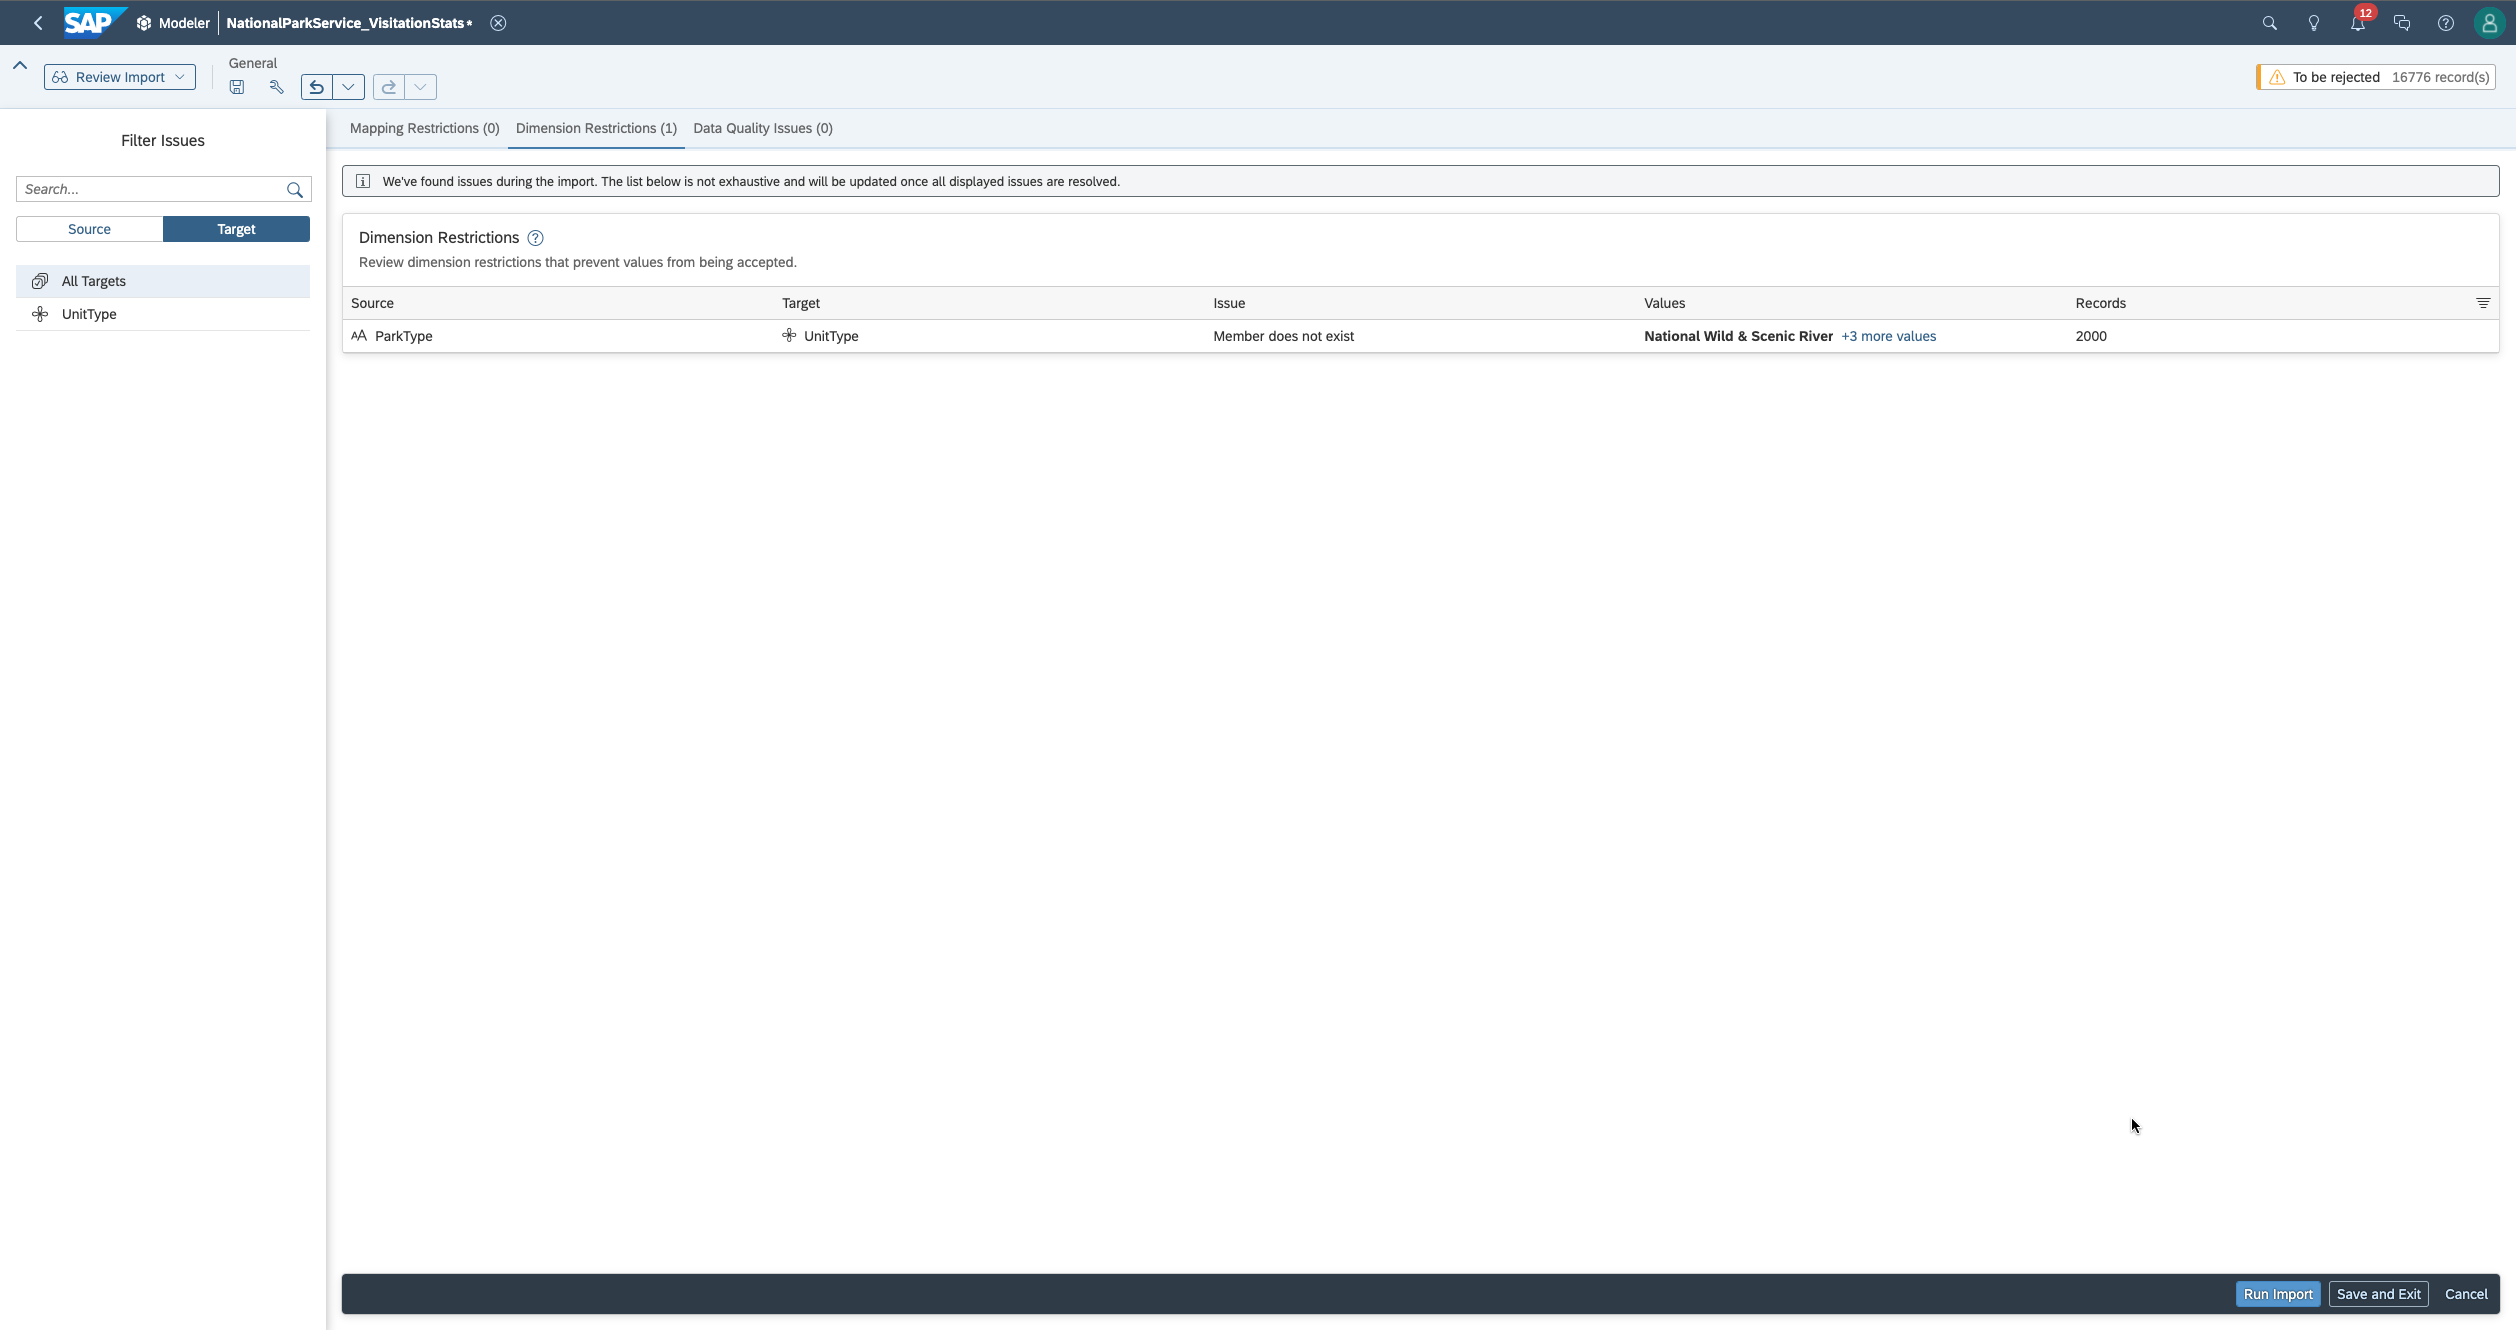 SAP Modeler NationalParkService_VisitationStats* 12
Review Import General To be rejected 16776 record(s)
Filter Issues
Search...
Source Target
All Targets
UnitType
Mapping Restrictions (0) Dimension Restrictions (1) Data Quality Issues (0)
We've found issues during the import. The list below is not exhaustive and will be updated once all displayed issues are resolved.
Dimension Restrictions
Review dimension restrictions that prevent values from being accepted.
Source Target Issue Values Records
AA ParkType UnitType Member does not exist National Wild & Scenic River +3 more values 2000
Run Import Save and Exit Cancel